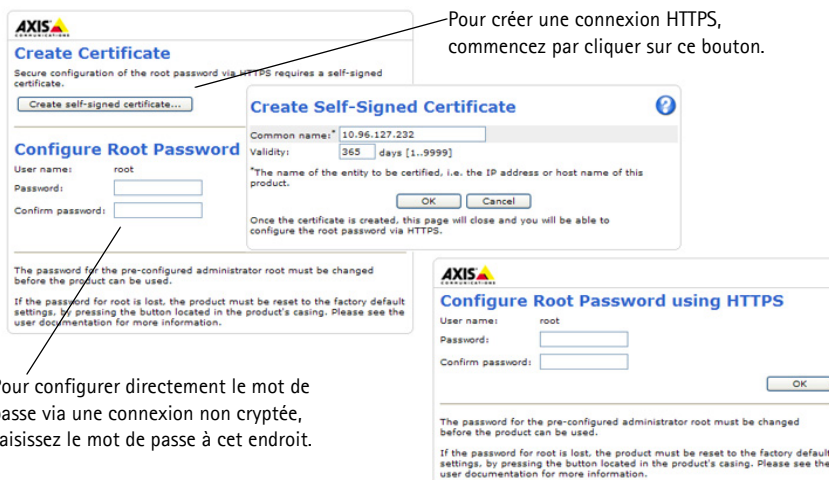 AXIS
COMMUNICATIONS
Create Certificate
Secure configuration of the root password via HTTPS requires a self-signed
certificate.
Create self-signed certificate...
Configure Root Password
User name: root
Password:
Confirm password:
The password for the pre-configured administrator root must be changed
before the product can be used.
If the password for root is lost, the product must be reset to the factory default
settings, by pressing the button located in the product's casing. Please see the
user documentation for more information.
Pour créer une connexion HTTPS,
commencez par cliquer sur ce bouton.
Create Self-Signed Certificate
?
Common name:* 10.96.127.232
Validity: 365 days [1..9999]
*The name of the entity to be certified, i.e. the IP address or host name of this
product.
OK Cancel
Once the certificate is created, this page will close and you will be able to
configure the root password via HTTPS.
Pour configurer directement le mot de
passe via une connexion non cryptée,
saisissez le mot de passe à cet endroit.
AXIS
COMMUNICATIONS
Configure Root Password using HTTPS
User name: root
Password:
Confirm password:
OK
The password for the pre-configured administrator root must be changed
before the product can be used.
If the password for root is lost, the product must be reset to the factory default
settings, by pressing the button located in the product's casing. Please see the
user documentation for more information.